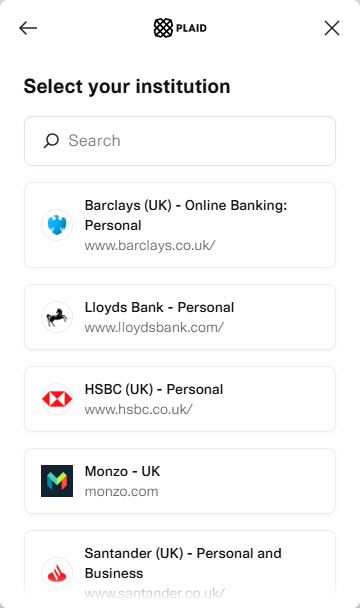 PLAID
Select your institution
Search
Barclays (UK) - Online Banking:
Personal
www.barclays.co.uk/
Lloyds Bank - Personal
www.lloydsbank.com/
HSBC (UK) - Personal
www.hsbc.co.uk/
Monzo - UK
monzo.com
Santander (UK) - Personal and
Business
www.santander.co.uk/